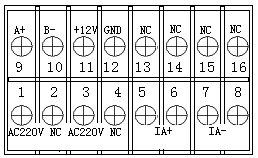 A+ B- +12V GND NC NC NC NC
9 10 11 12 13 14 15 16
1 2 3 4 5 6 7 8
AC220V NC AC220V NC IA+ IA-